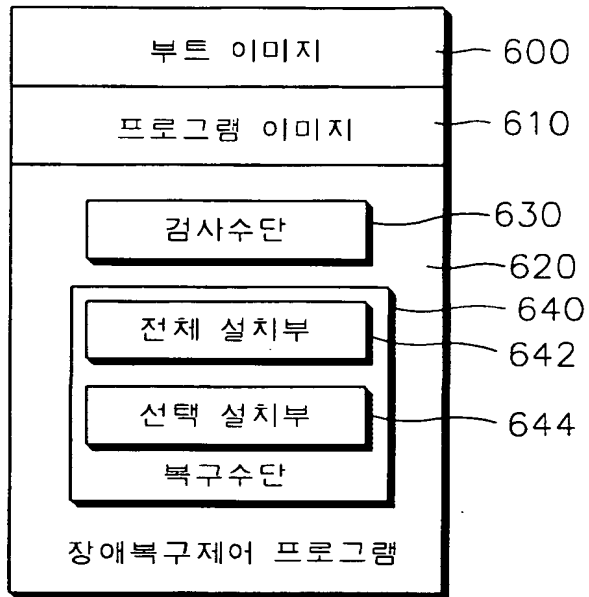 부트 이미지
600
프로그램 이미지
610
검사수단
630
620
640
전체 설치부
642
선택 설치부
644
복구수단
장애복구제어 프로그램